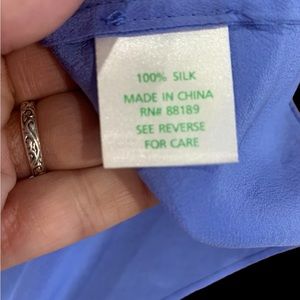 100% SILK
MADE IN CHINA
RN# 88189
SEE REVERSE
FOR CARE